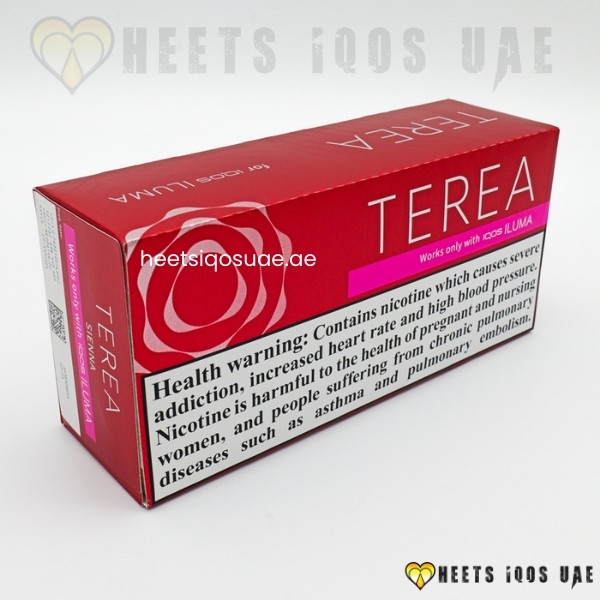 HEETS iQOS UAE
TEREA
for IQOS ILUMA
TEREA
Works only with IQOS ILUMA
heetsiqosuae.ae
Health warning: Contains nicotine which causes severe
addiction, increased heart rate and high blood pressure.
Nicotine is harmful to the health of pregnant and nursing
women, and people suffering from chronic pulmonary
diseases such as asthma and pulmonary embolism.
TEREA
SIENNA
Works only with IQOS ILUMA
HEETS iQOS UAE